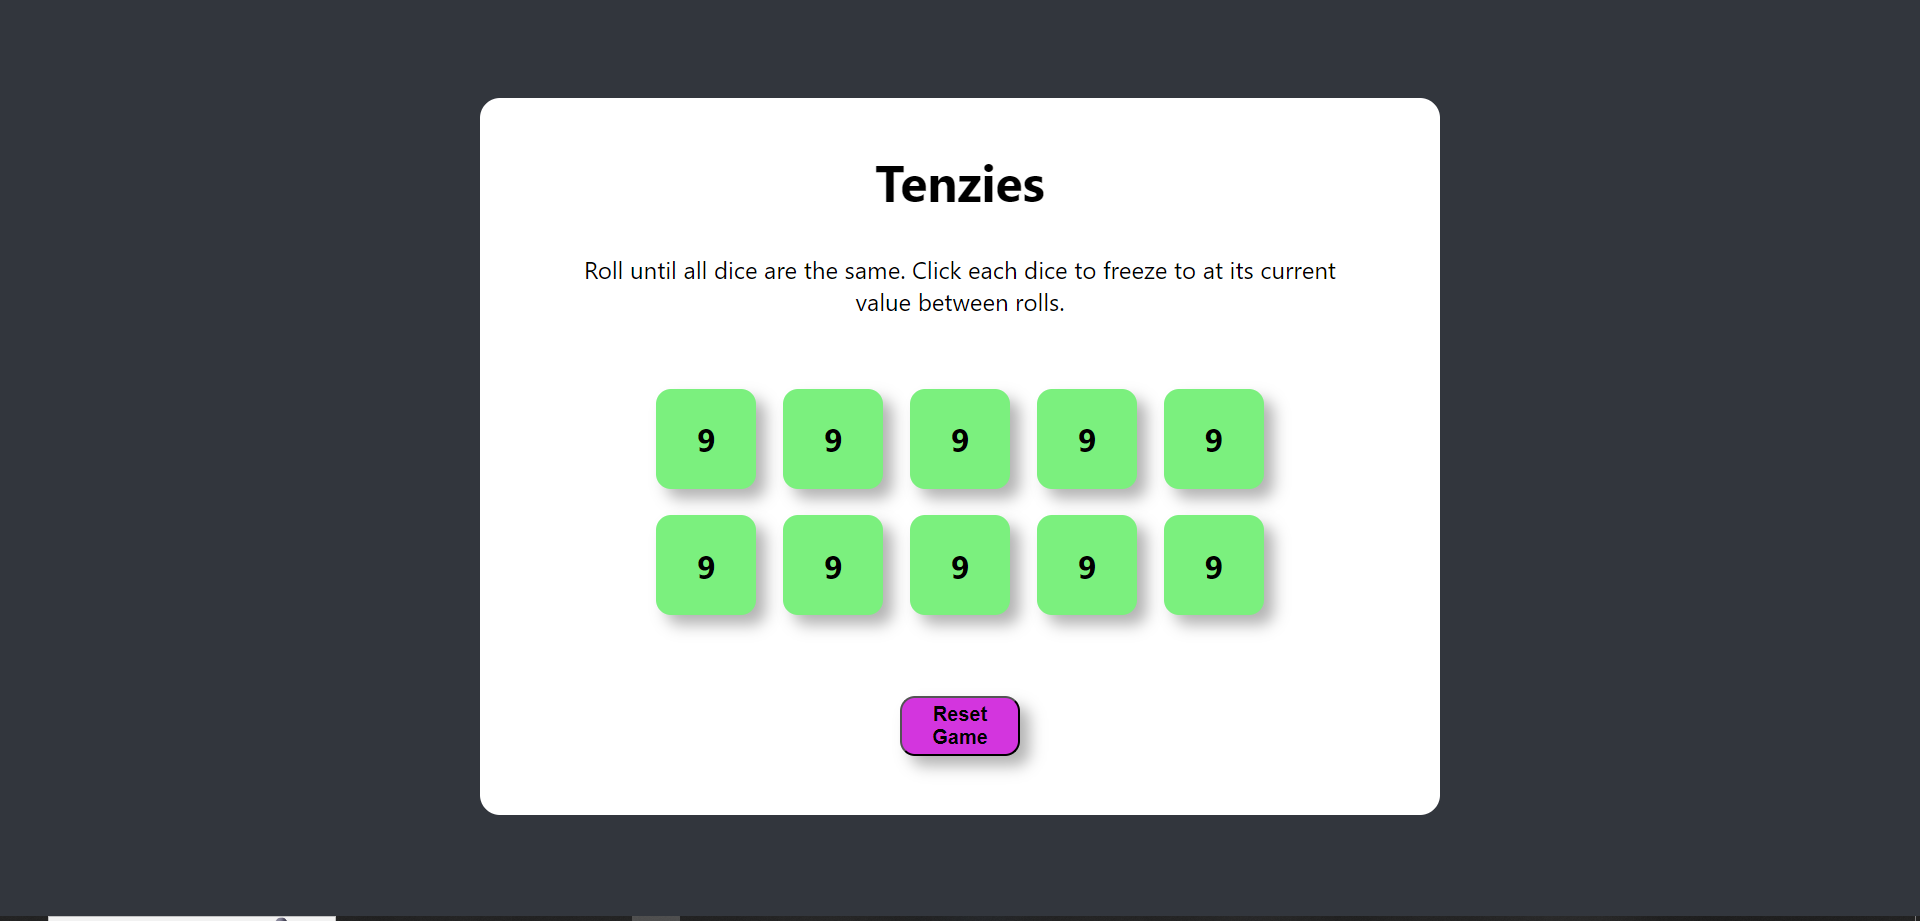 Tenzies
Roll until all dice are the same. Click each dice to freeze to at its current
value between rolls.
9 9 9 9 9
9 9 9 9 9
Reset
Game